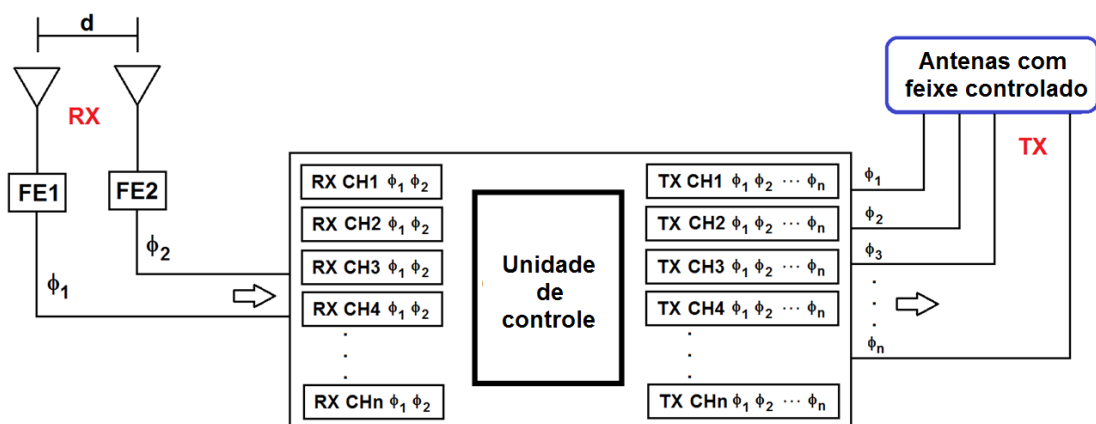 d
RX
FE1
FE2
ϕ1
ϕ2
RX CH1 ϕ1 ϕ2
RX CH2 ϕ1 ϕ2
RX CH3 ϕ1 ϕ2
RX CH4 ϕ1 ϕ2
RX CHn ϕ1 ϕ2
Unidade
de
controle
TX CH1 ϕ1 ϕ2 ··· ϕn
TX CH2 ϕ1 ϕ2 ··· ϕn
TX CH3 ϕ1 ϕ2 ··· ϕn
TX CH4 ϕ1 ϕ2 ··· ϕn
TX CHn ϕ1 ϕ2 ··· ϕn
ϕ1
ϕ2
ϕ3
ϕn
Antenas com
feixe controlado
TX